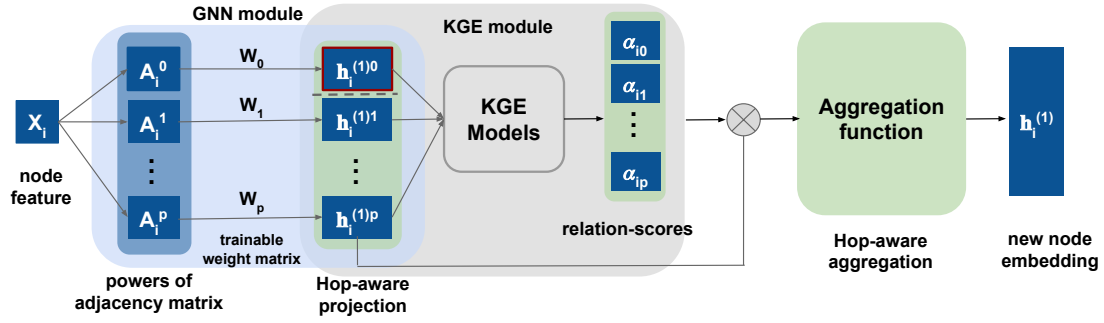 GNN module
KGE module
X_i
node
feature
A_i^0
A_i^1
⋮
A_i^p
powers of
adjacency matrix
W_0
W_1
W_p
trainable
weight matrix
h_i^(1)0
h_i^(1)1
⋮
h_i^(1)p
Hop-aware
projection
KGE
Models
α_i0
α_i1
⋮
α_ip
relation-scores
⊗
Aggregation
function
Hop-aware
aggregation
h_i^(1)
new node
embedding